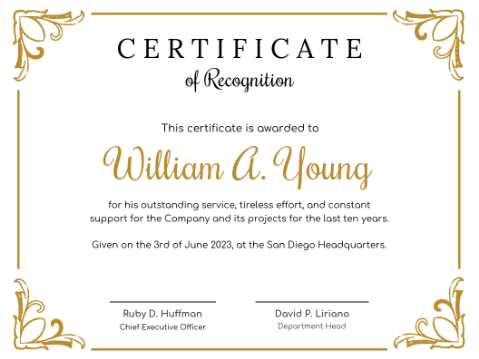 CERTIFICATE
of Recognition
This certificate is awarded to
William A. Young
for his outstanding service, tireless effort, and constant
support for the Company and its projects for the last ten years.
Given on the 3rd of June 2023, at the San Diego Headquarters.
Ruby D. Huffman
Chief Executive Officer
David P. Liriano
Department Head